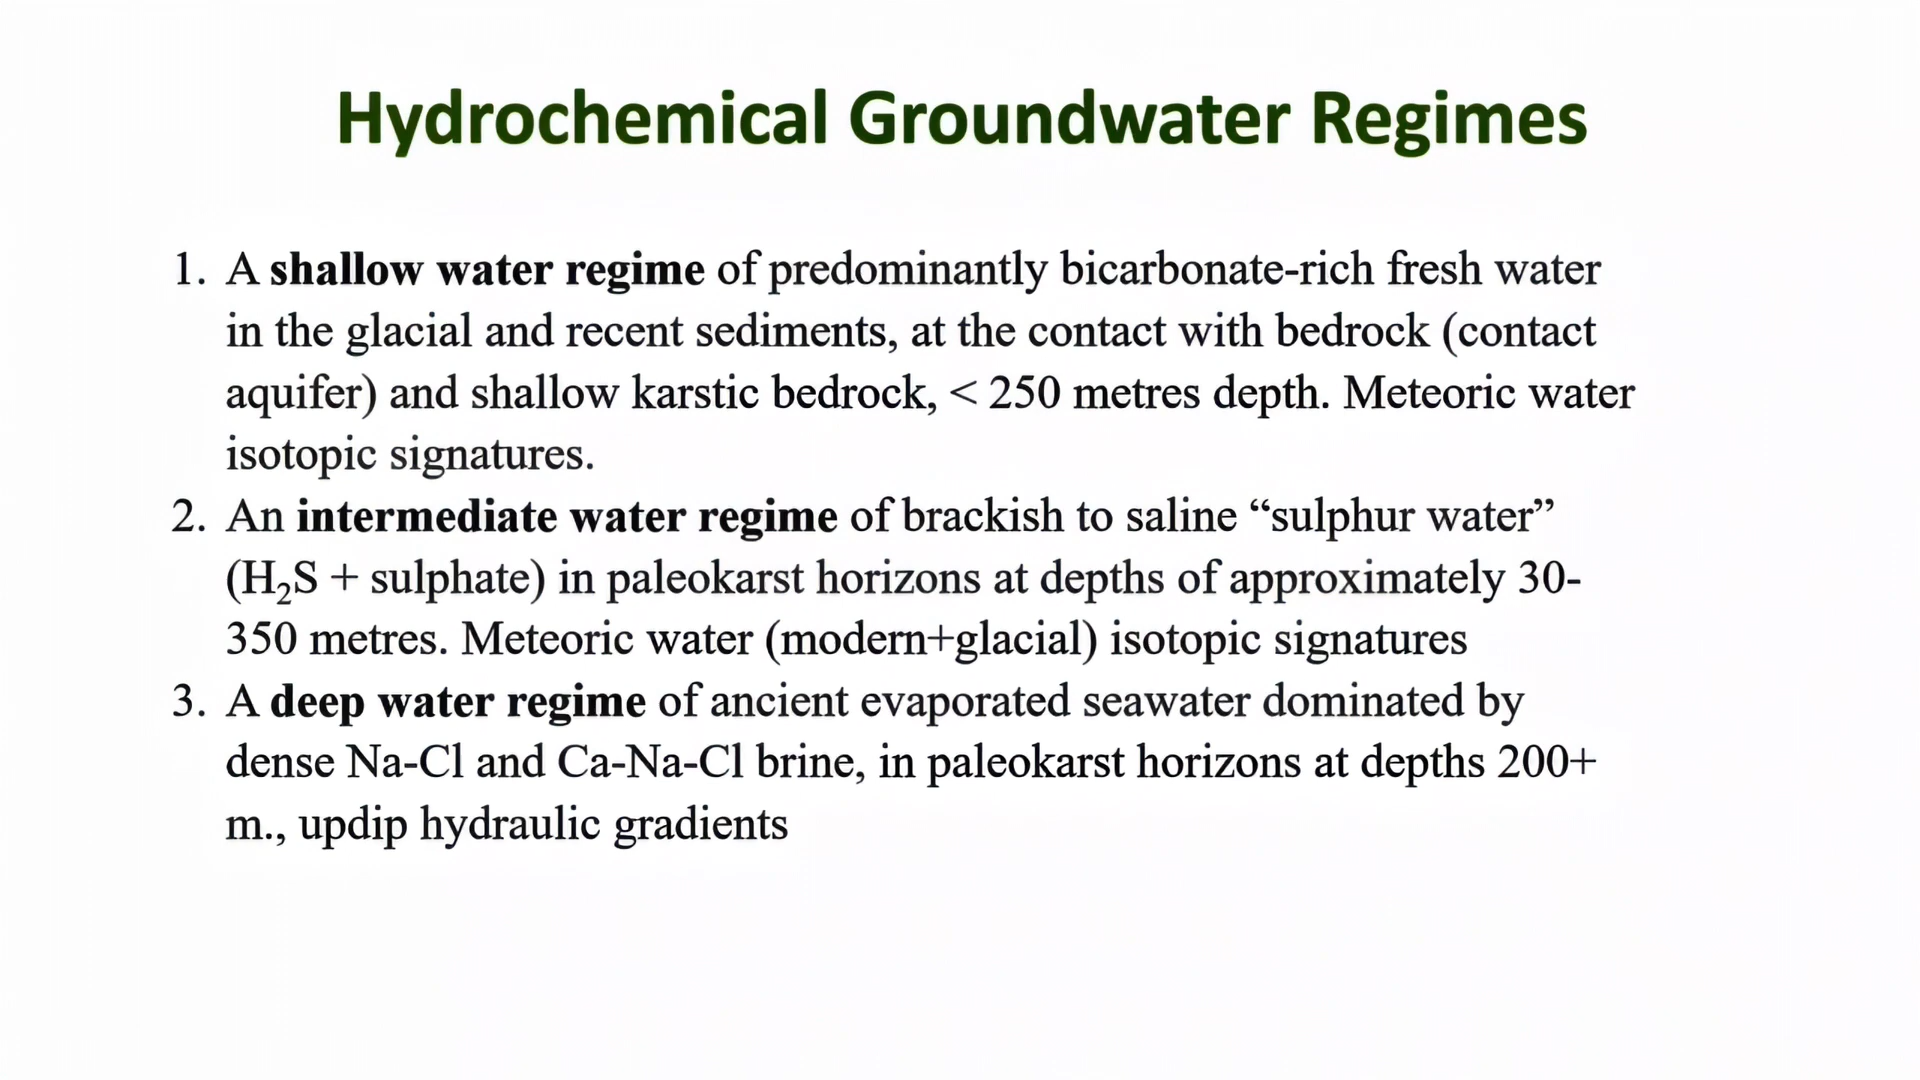 Hydrochemical Groundwater Regimes
1. A shallow water regime of predominantly bicarbonate-rich fresh water
in the glacial and recent sediments, at the contact with bedrock (contact
aquifer) and shallow karstic bedrock, < 250 metres depth. Meteoric water
isotopic signatures.
2. An intermediate water regime of brackish to saline “sulphur water”
(H₂S + sulphate) in paleokarst horizons at depths of approximately 30-
350 metres. Meteoric water (modern+glacial) isotopic signatures
3. A deep water regime of ancient evaporated seawater dominated by
dense Na-Cl and Ca-Na-Cl brine, in paleokarst horizons at depths 200+
m., updip hydraulic gradients